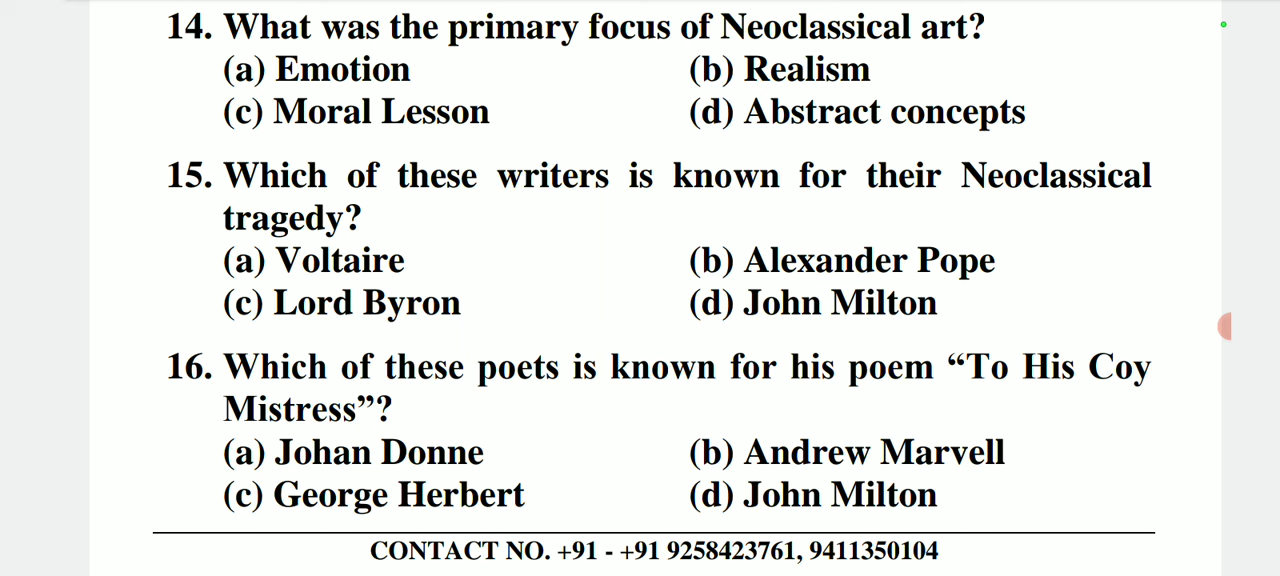 14. What was the primary focus of Neoclassical art?
(a) Emotion (b) Realism
(c) Moral Lesson (d) Abstract concepts
15. Which of these writers is known for their Neoclassical
tragedy?
(a) Voltaire (b) Alexander Pope
(c) Lord Byron (d) John Milton
16. Which of these poets is known for his poem “To His Coy
Mistress”?
(a) Johan Donne (b) Andrew Marvell
(c) George Herbert (d) John Milton
CONTACT NO. +91 - +91 9258423761, 9411350104